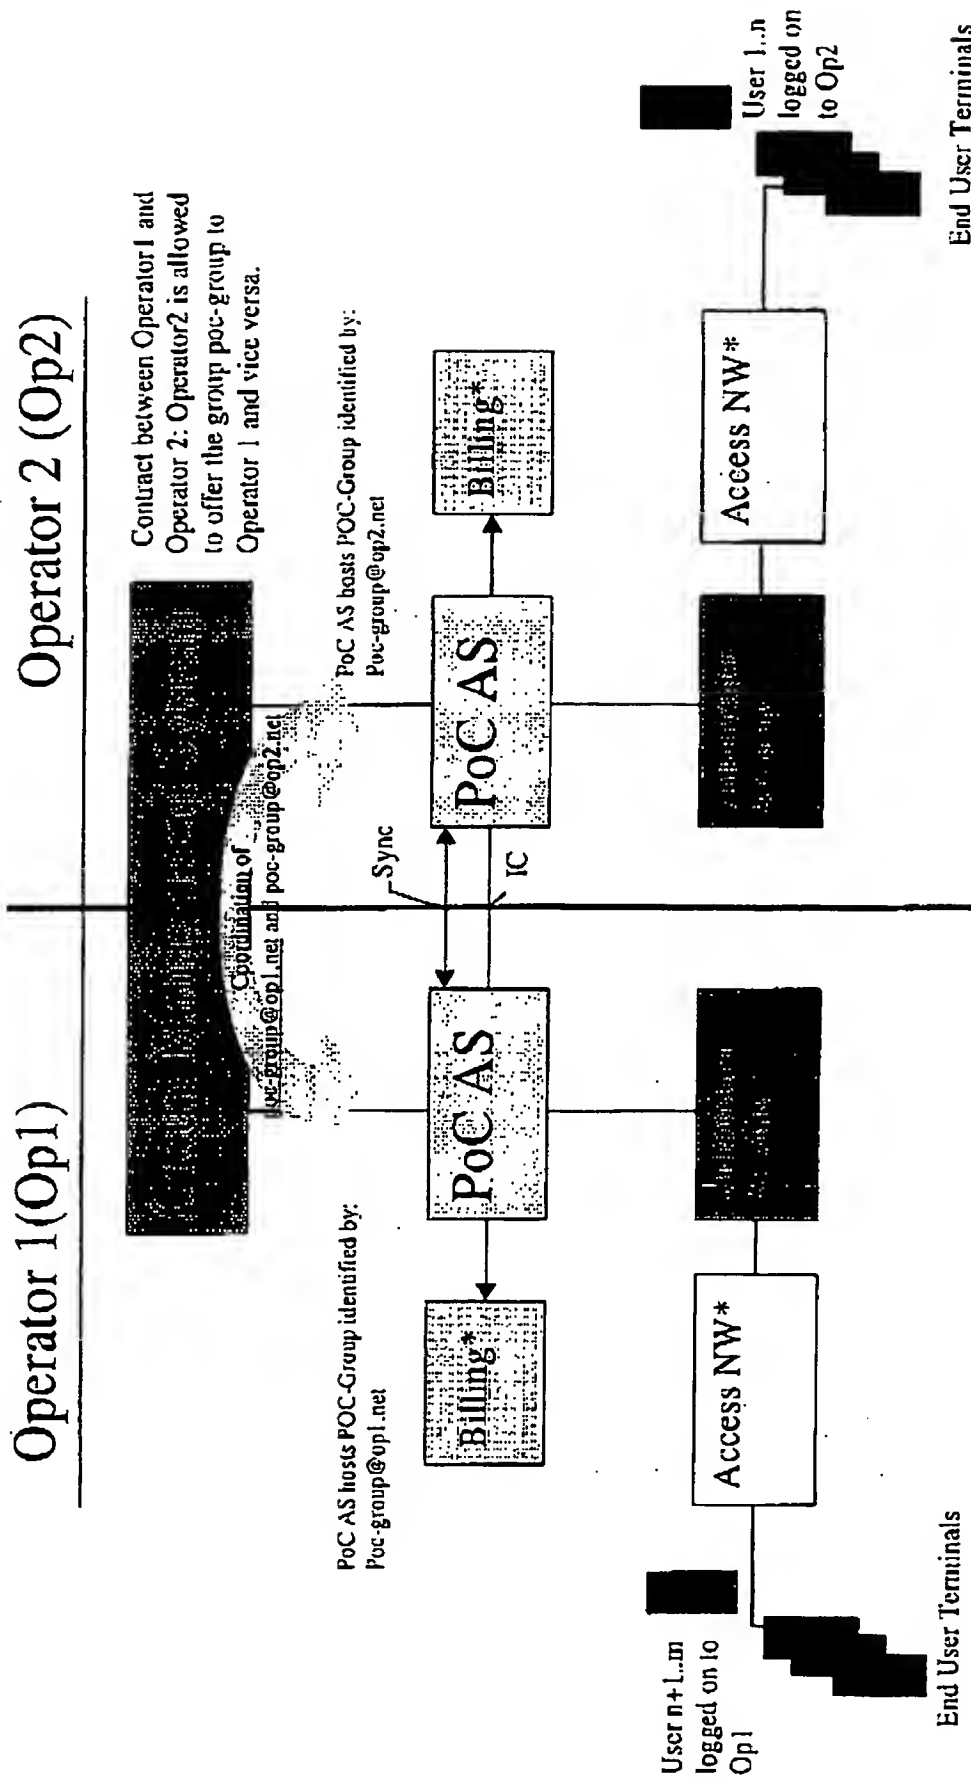 Operator 1(Op1)
Operator 2 (Op2)
Contract between Operator1 and
Operator 2: Operator2 is allowed
to offer the group poc-group to
Operator 1 and vice versa.
Coordination of
poc-group@op1.net and poc-group@op2.net
PoC AS hosts POC-Group identified by:
Poc-group@op1.net
PoC AS hosts POC-Group identified by:
Poc-group@op2.net
Sync
Billing*
PoC AS
PoC AS
Billing*
IC
User n+1..m
logged on to
Op1
Access NW*
Access NW*
User 1..n
logged on
to Op2
End User Terminals
End User Terminals